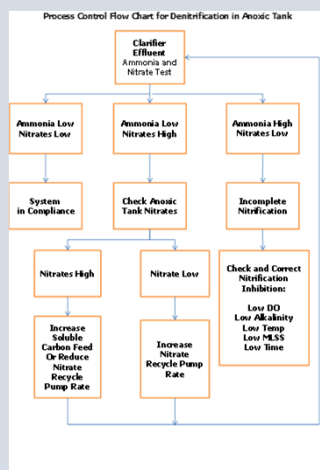 Process Control Flow Chart for Denitrification in Anoxic Tank
Clarifier
Effluent
Ammonia and
Nitrate Test
Ammonia Low
Nitrates Low
Ammonia Low
Nitrates High
Ammonia High
Nitrates Low
System
in Compliance
Check Anoxic
Tank Nitrates
Incomplete
Nitrification
Nitrates High
Nitrate Low
Check and Correct
Nitrification
Inhibition:
Low DO
Low Alkalinity
Low Temp
Low MLSS
Low Time
Increase
Soluble
Carbon Feed
Or Reduce
Nitrate
Recycle
Pump Rate
Increase
Nitrate
Recycle Pump
Rate